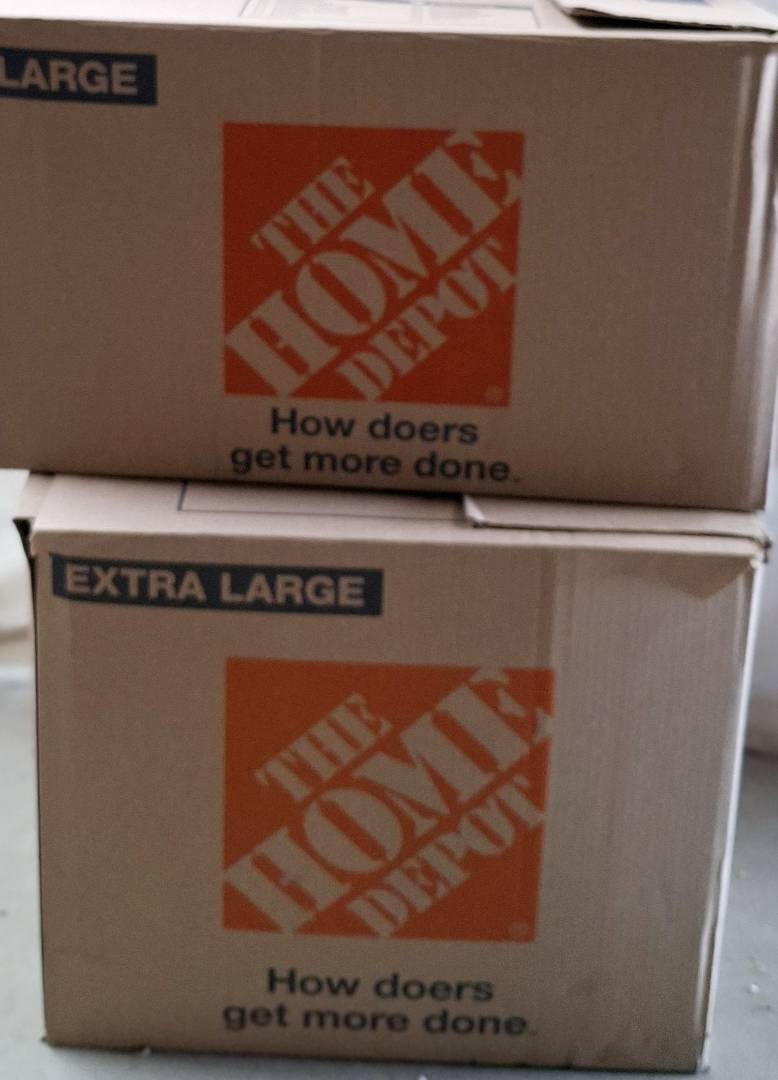 LARGE
THE
HOME
DEPOT
How doers
get more done.
EXTRA LARGE
THE
HOME
DEPOT
How doers
get more done.